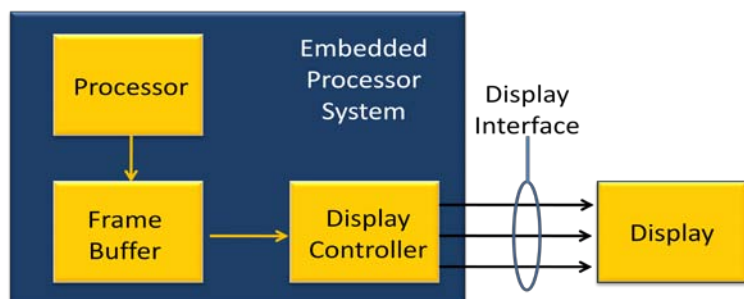 Embedded
Processor
System
Processor
Display
Interface
Frame
Buffer
Display
Controller
Display